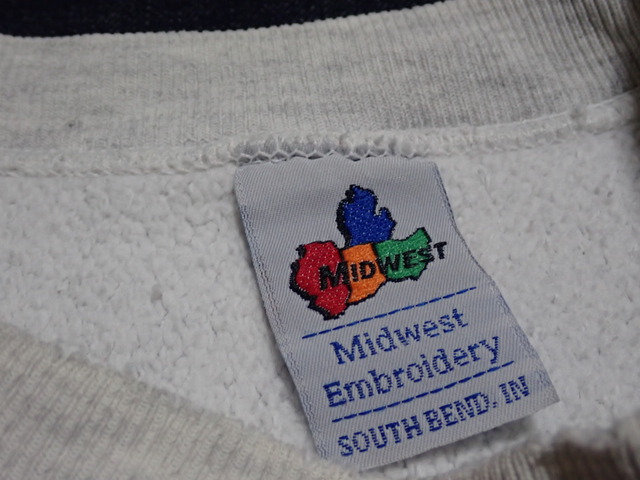 MIDWEST
Midwest
Embroidery
SOUTH BEND, IN